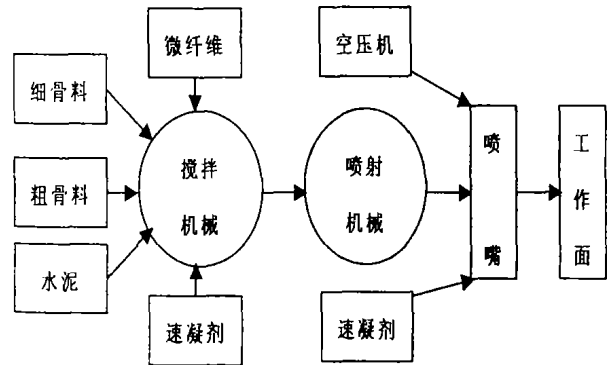 微纤维
空压机
细骨料
粗骨料
水泥
搅拌
机械
喷射
机械
喷
嘴
工
作
面
速凝剂
速凝剂